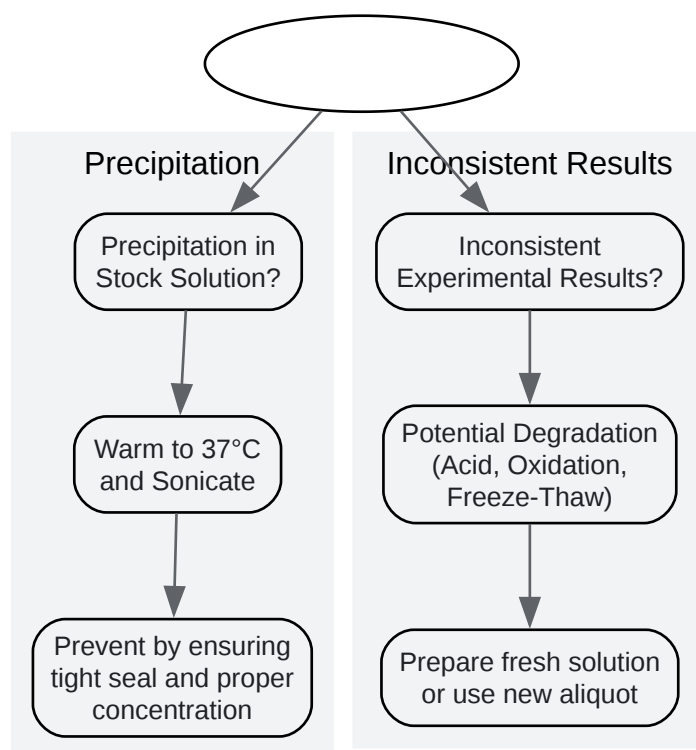 Precipitation
Precipitation in
Stock Solution?
Warm to 37°C
and Sonicate
Prevent by ensuring
tight seal and proper
concentration
Inconsistent Results
Inconsistent
Experimental Results?
Potential Degradation
(Acid, Oxidation,
Freeze-Thaw)
Prepare fresh solution
or use new aliquot